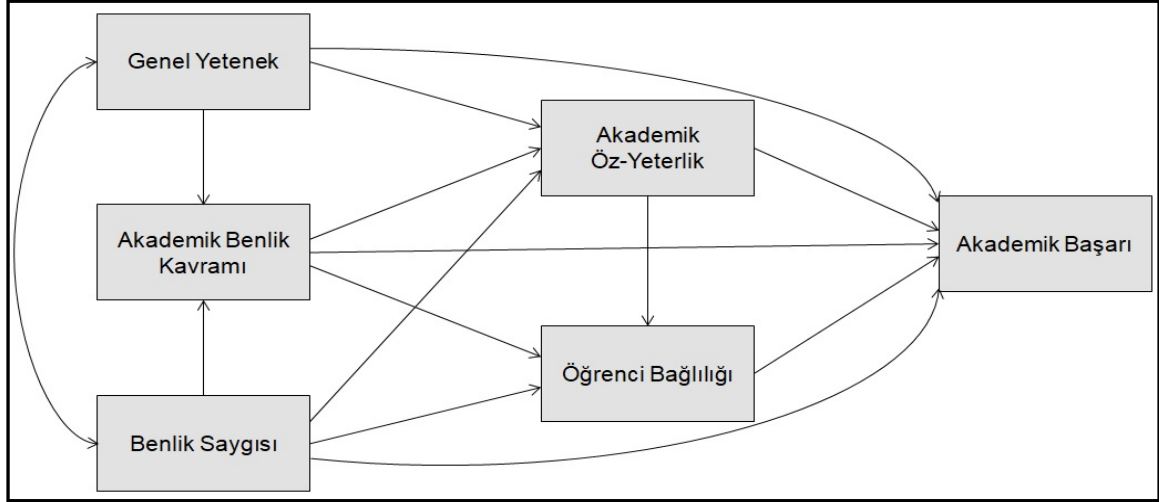 Genel Yetenek
Akademik
Öz-Yeterlik
Akademik Benlik
Kavramı
Akademik Başarı
Öğrenci Bağlılığı
Benlik Saygısı